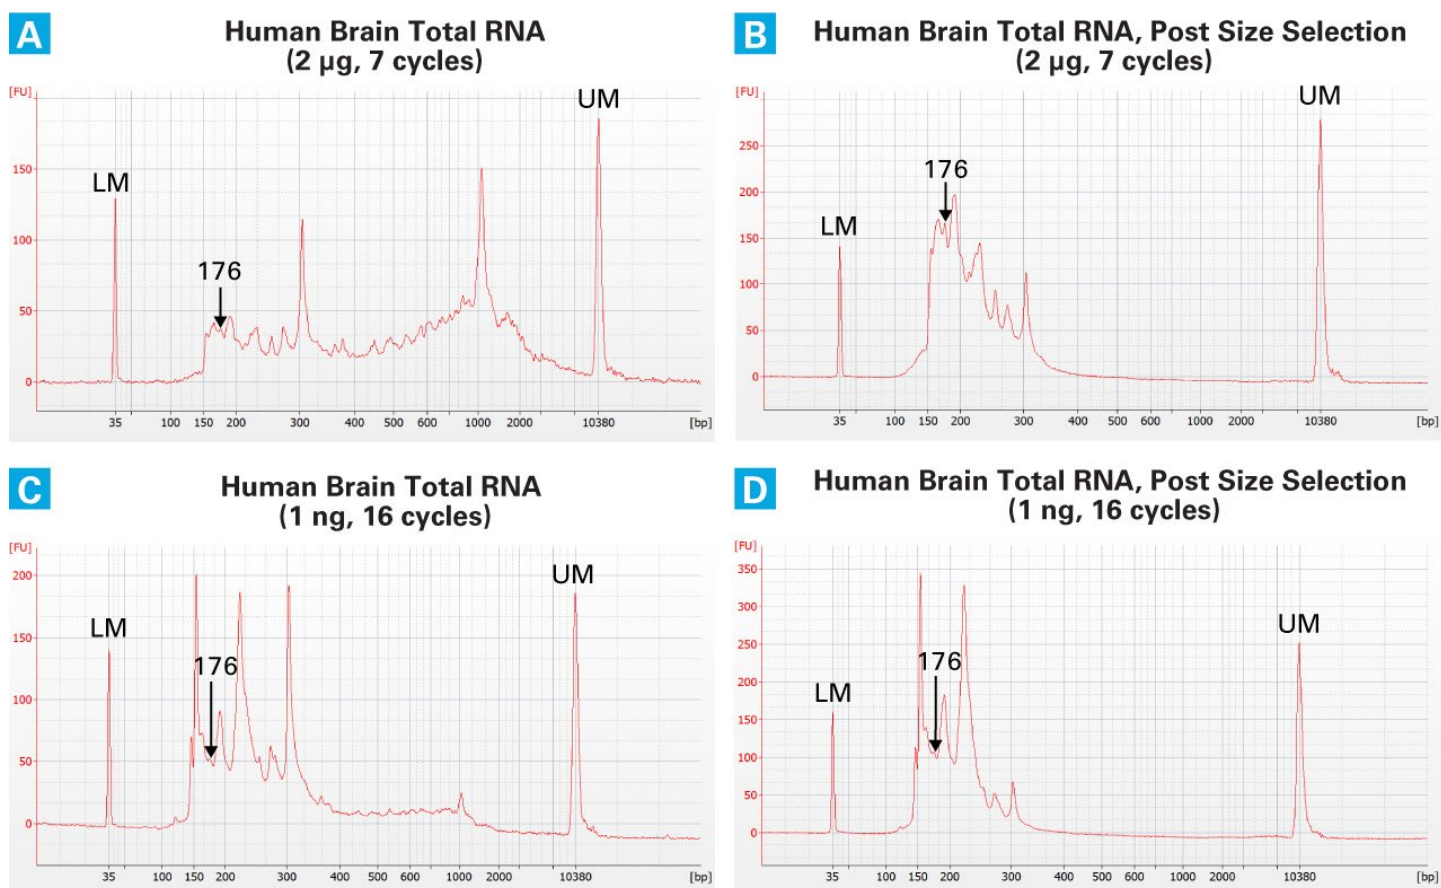 A
Human Brain Total RNA
(2 µg, 7 cycles)
[FU]
150
100
50
0
LM
176
UM
35 100 150 200 300 400 500 600 1000 2000 10380 [bp]
B
Human Brain Total RNA, Post Size Selection
(2 µg, 7 cycles)
[FU]
250
200
150
100
50
0
LM
176
UM
35 100 150 200 300 400 500 600 1000 2000 10380 [bp]
C
Human Brain Total RNA
(1 ng, 16 cycles)
[FU]
200
150
100
50
0
LM
176
UM
35 100 150 200 300 400 500 600 1000 2000 10380 [bp]
D
Human Brain Total RNA, Post Size Selection
(1 ng, 16 cycles)
[FU]
350
300
250
200
150
100
50
0
LM
176
UM
35 100 150 200 300 400 500 600 1000 2000 10380 [bp]